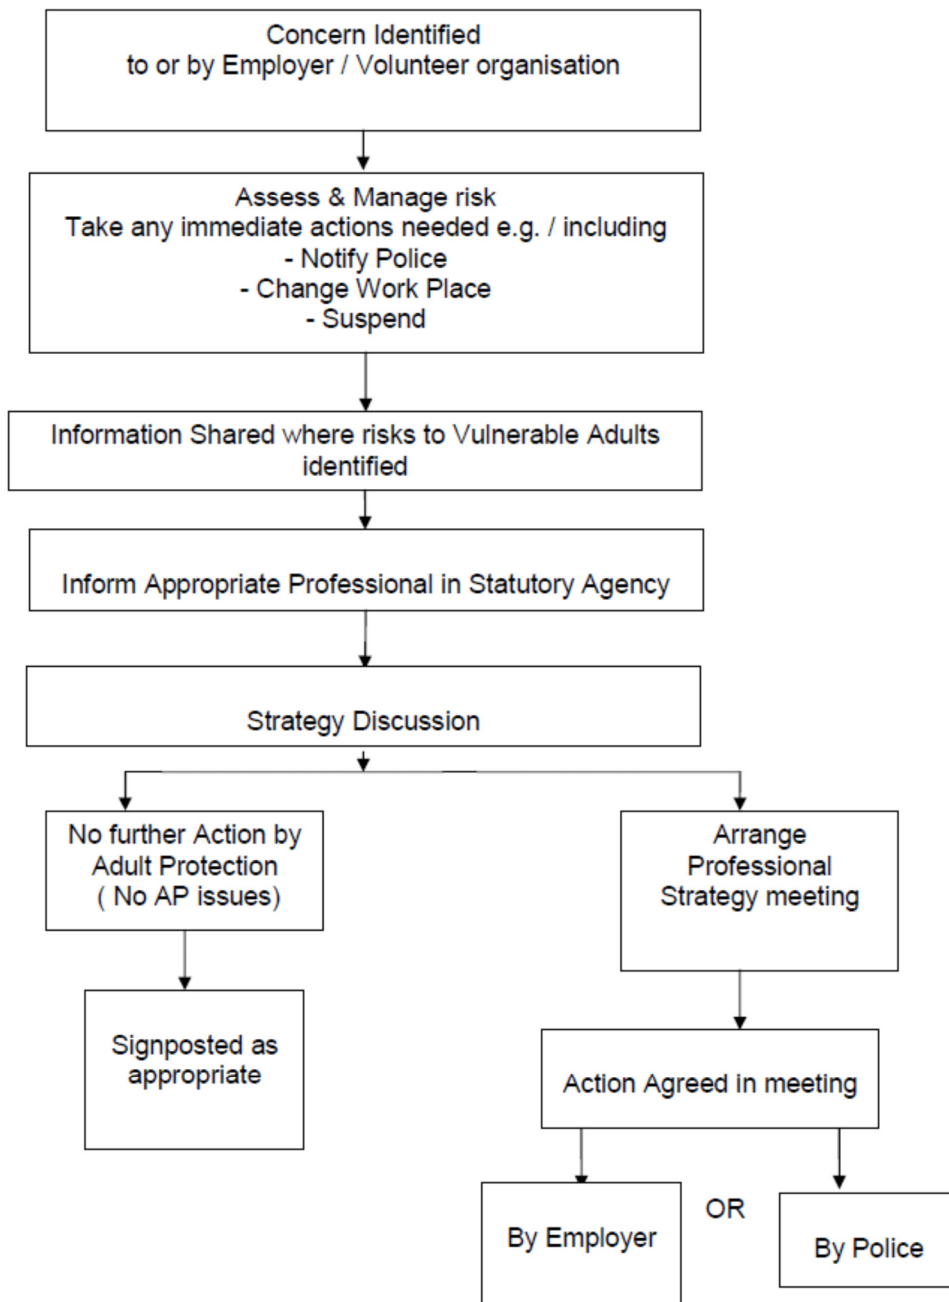 Concern Identified
to or by Employer / Volunteer organisation
Assess & Manage risk
Take any immediate actions needed e.g. / including
- Notify Police
- Change Work Place
- Suspend
Information Shared where risks to Vulnerable Adults
identified
Inform Appropriate Professional in Statutory Agency
Strategy Discussion
No further Action by
Adult Protection
( No AP issues)
Arrange
Professional
Strategy meeting
Signposted as
appropriate
Action Agreed in meeting
By Employer
OR
By Police